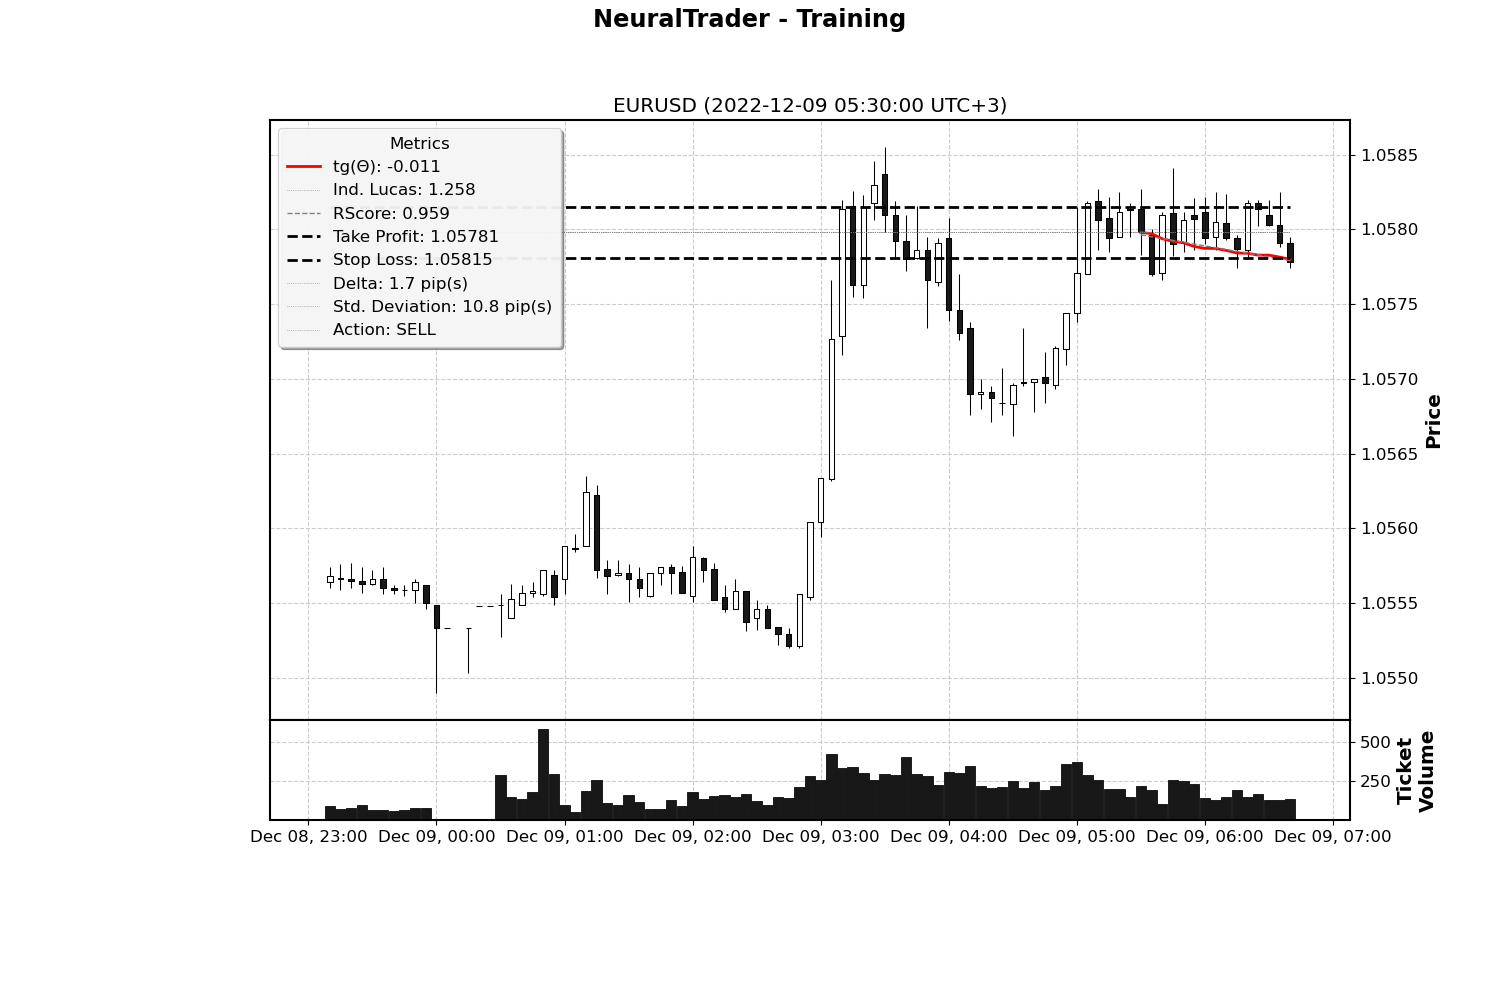 NeuralTrader - Training
EURUSD (2022-12-09 05:30:00 UTC+3)
Metrics
tg(Θ): -0.011
Ind. Lucas: 1.258
RScore: 0.959
Take Profit: 1.05781
Stop Loss: 1.05815
Delta: 1.7 pip(s)
Std. Deviation: 10.8 pip(s)
Action: SELL
1.0585
1.0580
1.0575
1.0570
1.0565
1.0560
1.0555
1.0550
Price
500
250
Ticket
Volume
Dec 08, 23:00 Dec 09, 00:00 Dec 09, 01:00 Dec 09, 02:00 Dec 09, 03:00 Dec 09, 04:00 Dec 09, 05:00 Dec 09, 06:00 Dec 09, 07:00